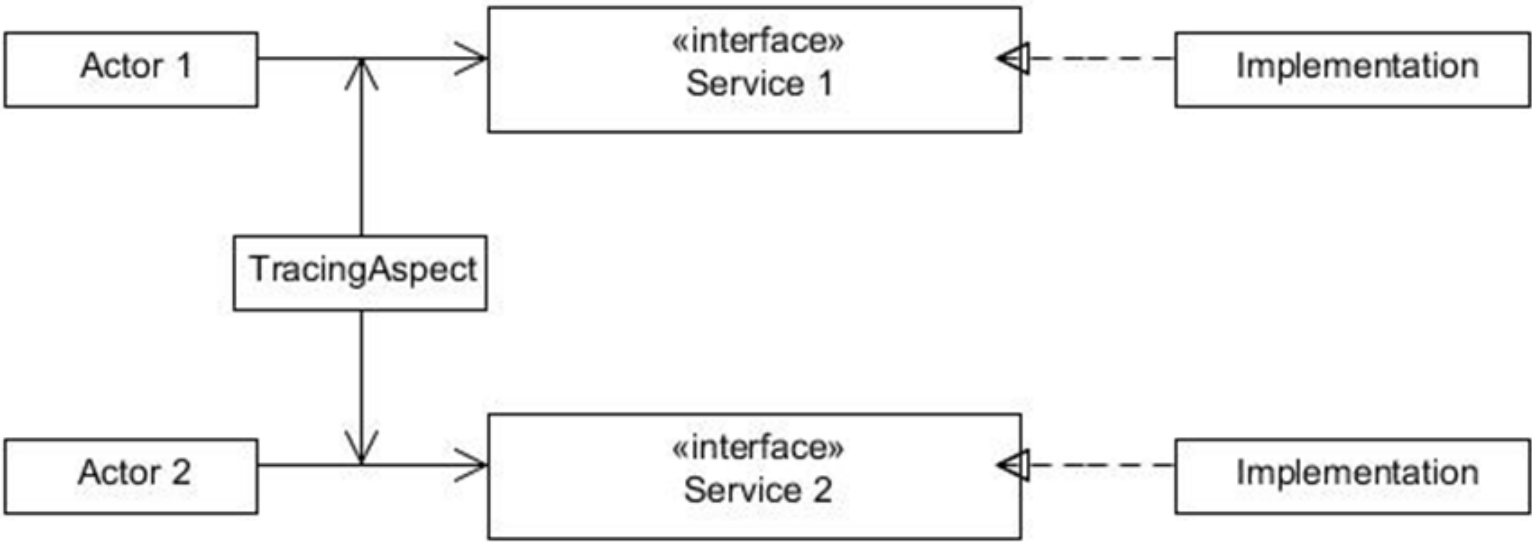 Actor 1
«interface»
Service 1
Implementation
TracingAspect
Actor 2
«interface»
Service 2
Implementation